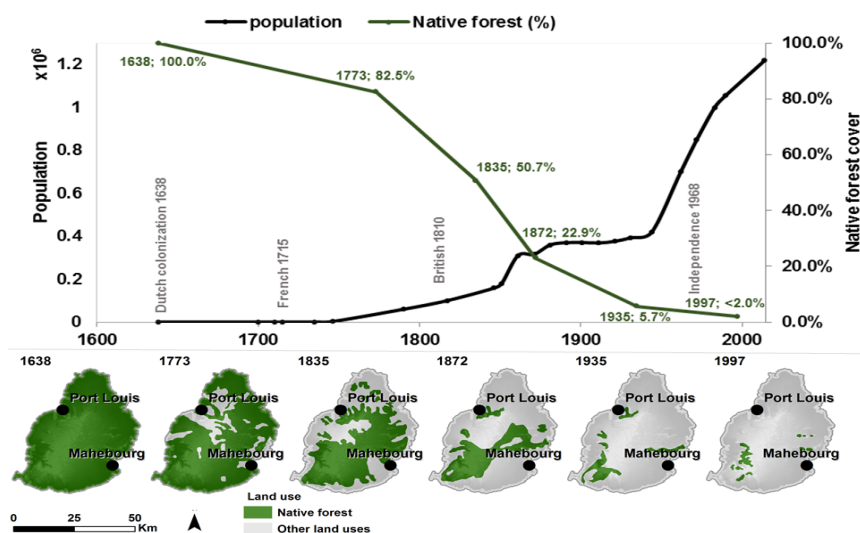 population Native forest (%)
x10⁶
Population
1.2
1
0.8
0.6
0.4
0.2
0
100.0%
80.0%
60.0%
40.0%
20.0%
0.0%
Native forest cover
1638; 100.0%
1773; 82.5%
1835; 50.7%
1872; 22.9%
1935; 5.7%
1997; <2.0%
Dutch colonization 1638
French 1715
British 1810
Independence 1968
1600 1700 1800 1900 2000
1638 1773 1835 1872 1935 1997
Port Louis Port Louis Port Louis Port Louis Port Louis Port Louis
Mahebourg Mahebourg Mahebourg Mahebourg Mahebourg Mahebourg
Land use
Native forest
Other land uses
0 25 50
Km